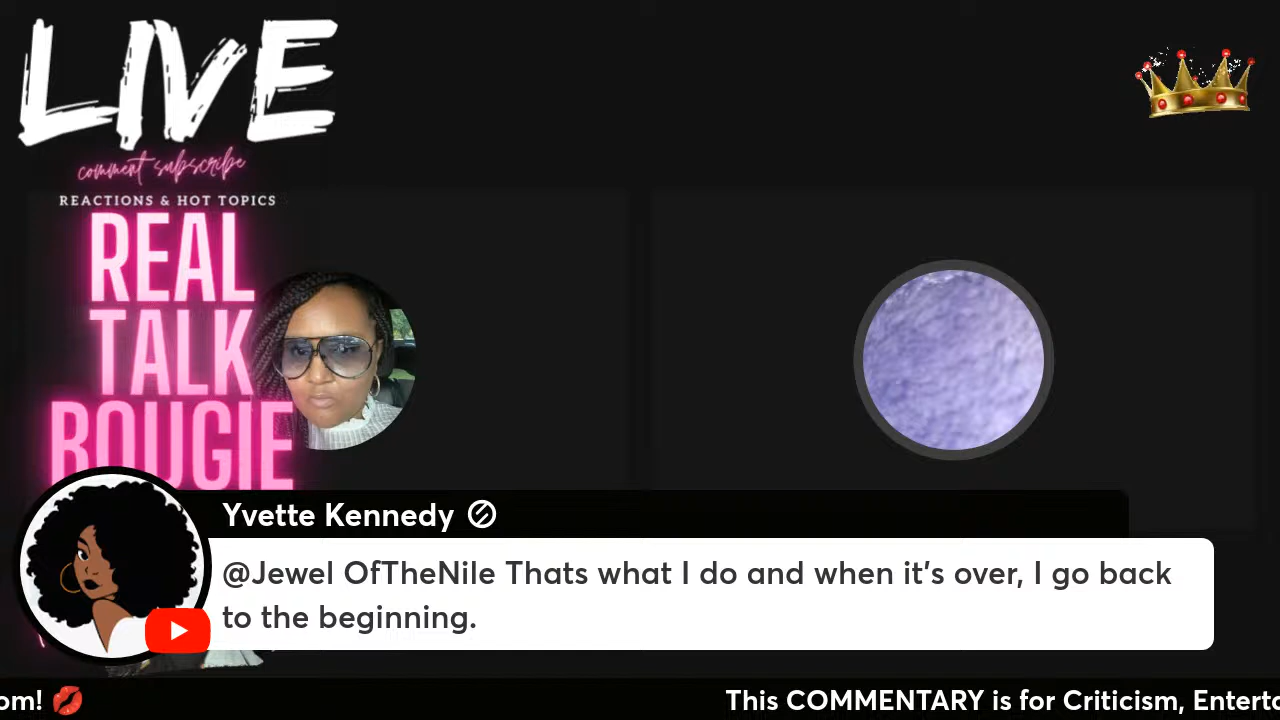 LIVE
comment subscribe
REACTIONS & HOT TOPICS
REAL
TALK
BOUGIE
Yvette Kennedy
@Jewel OfTheNile Thats what I do and when it's over, I go back
to the beginning.
om! 💋 This COMMENTARY is for Criticism,